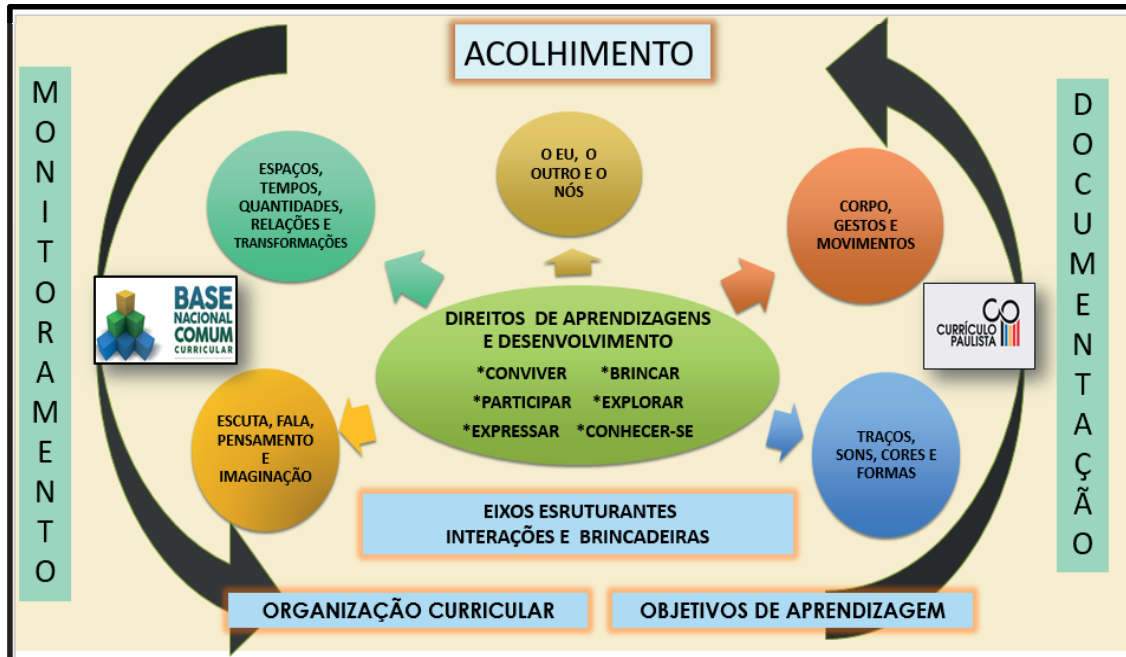 ACOLHIMENTO
MONITORAMENTO
DOCUMENTAÇÃO
ESPAÇOS,
TEMPOS,
QUANTIDADES,
RELAÇÕES E
TRANSFORMAÇÕES
O EU, O
OUTRO E O
NÓS
CORPO,
GESTOS E
MOVIMENTOS
BASE
NACIONAL
COMUM
CURRICULAR
DIREITOS DE APRENDIZAGENS
E DESENVOLVIMENTO
*CONVIVER *BRINCAR
*PARTICIPAR *EXPLORAR
*EXPRESSAR *CONHECER-SE
CURRÍCULO
PAULISTA
ESCUTA, FALA,
PENSAMENTO
E
IMAGINAÇÃO
TRAÇOS,
SONS, CORES E
FORMAS
EIXOS ESRUTURANTES
INTERAÇÕES E BRINCADEIRAS
ORGANIZAÇÃO CURRICULAR
OBJETIVOS DE APRENDIZAGEM